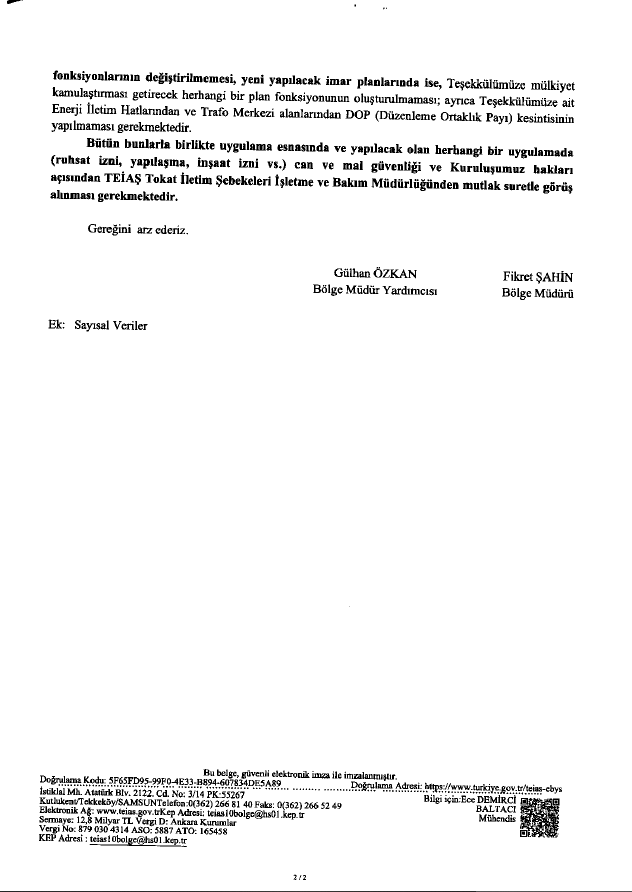 fonksiyonlarının değiştirilmemesi, yeni yapılacak imar planlarında ise, Teşekkülümüze mülkiyet
kamulaştırması getirecek herhangi bir plan fonksiyonunun oluşturulmaması; ayrıca Teşekkülümüze ait
Enerji İletim Hatlarından ve Trafo Merkezi alanlarından DOP (Düzenleme Ortaklık Payı) kesintisinin
yapılmaması gerekmektedir.
Bütün bunlarla birlikte uygulama esnasında ve yapılacak olan herhangi bir uygulamada
(ruhsat izni, yapılaşma, inşaat izni vs.) can ve mal güvenliği ve Kuruluşumuz hakları
açısından TEİAŞ Tokat İletim Şebekeleri İşletme ve Bakım Müdürlüğünden mutlak suretle görüş
alınması gerekmektedir.
Gereğini arz ederiz.
Gülhan ÖZKAN
Bölge Müdür Yardımcısı
Fikret ŞAHİN
Bölge Müdürü
Ek: Sayısal Veriler
Bu belge, güvenli elektronik imza ile imzalanmıştır.
Doğrulama Kodu: 5F65FD95-99F0-4E33-B894-607834DE5A89 Doğrulama Adresi: https://www.turkiye.gov.tr/teias-ebys
İstiklal Mh. Atatürk Blv. 2122. Cd. No: 3/14 PK:55267
Kutlukent/Tekkeköy/SAMSUNTelefon:0(362) 266 81 40 Faks: 0(362) 266 52 49
Elektronik Ağ: www.teias.gov.trKep Adresi: teias10bolge@hs01.kep.tr
Sermaye: 12,8 Milyar TL Vergi D: Ankara Kurumlar
Vergi No: 879 030 4314 ASO: 5887 ATO: 165458
KEP Adresi : teias10bolge@hs01.kep.tr
Bilgi için:Ece DEMİRCİ
BALTACI
Mühendis
2 / 2